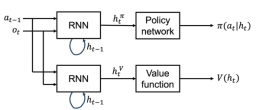 a_{t-1}
o_t
RNN
h_t^π
Policy
network
π(a_t|h_t)
h_{t-1}
RNN
h_t^V
Value
function
V(h_t)
h_{t-1}